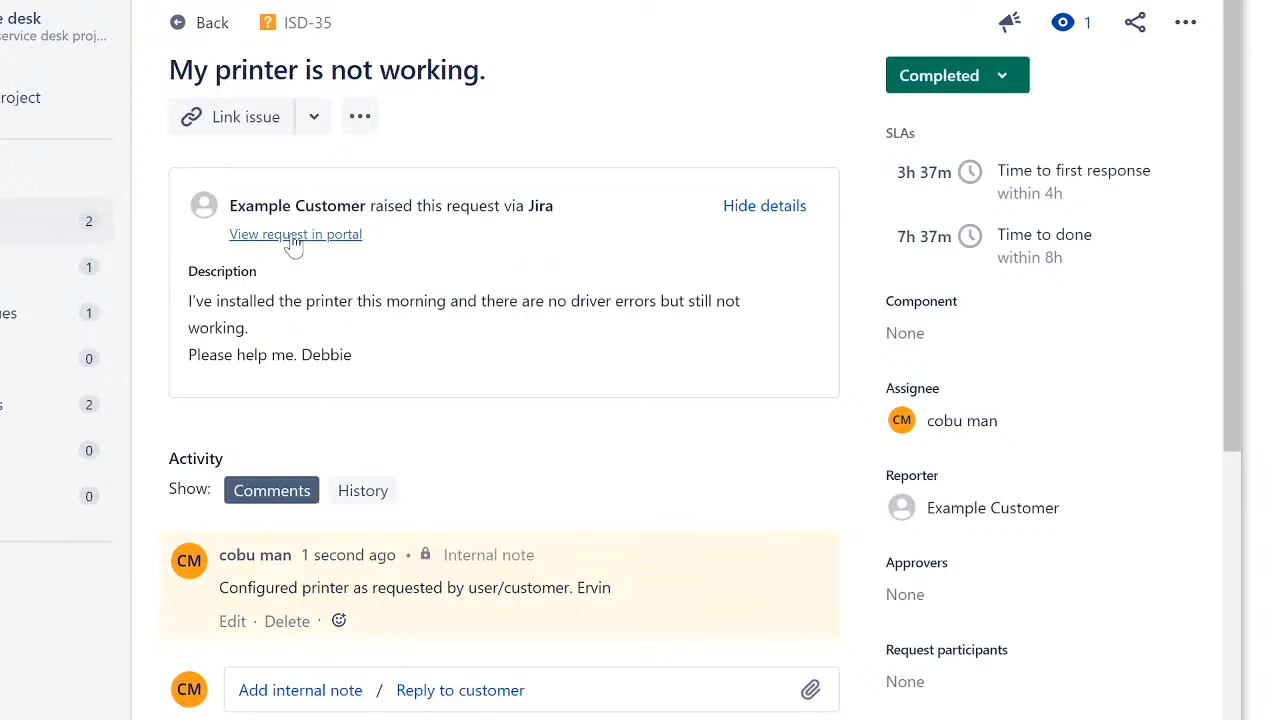 e desk
service desk proj...
roject
2
1
ues
1
0
s
2
0
0
Back
ISD-35
1
My printer is not working.
Link issue
Example Customer raised this request via Jira
Hide details
View request in portal
Description
I've installed the printer this morning and there are no driver errors but still not
working.
Please help me. Debbie
Activity
Show:
Comments
History
CM
cobu man 1 second ago • Internal note
Configured printer as requested by user/customer. Ervin
Edit · Delete ·
CM
Add internal note / Reply to customer
Completed
SLAs
3h 37m
Time to first response
within 4h
7h 37m
Time to done
within 8h
Component
None
Assignee
CM
cobu man
Reporter
Example Customer
Approvers
None
Request participants
None